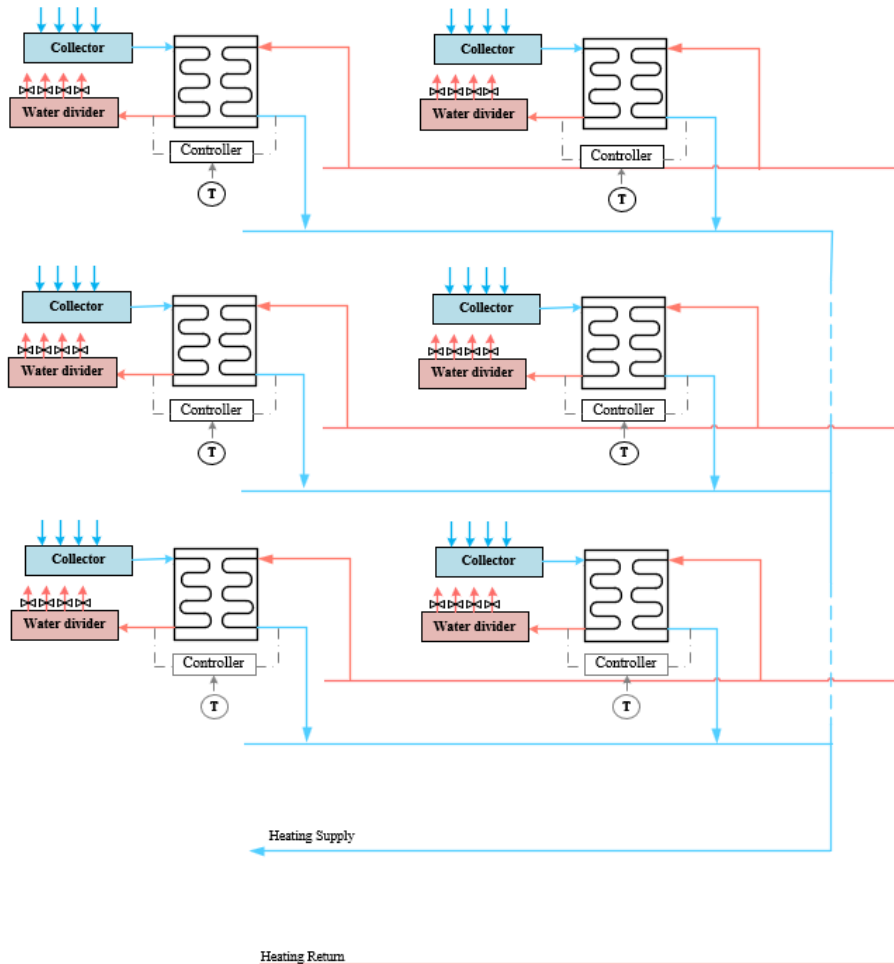 Collector
Collector
Water divider
Water divider
Controller
Controller
T
T
Collector
Collector
Water divider
Water divider
Controller
Controller
T
T
Collector
Collector
Water divider
Water divider
Controller
Controller
T
T
Heating Supply
Heating Return